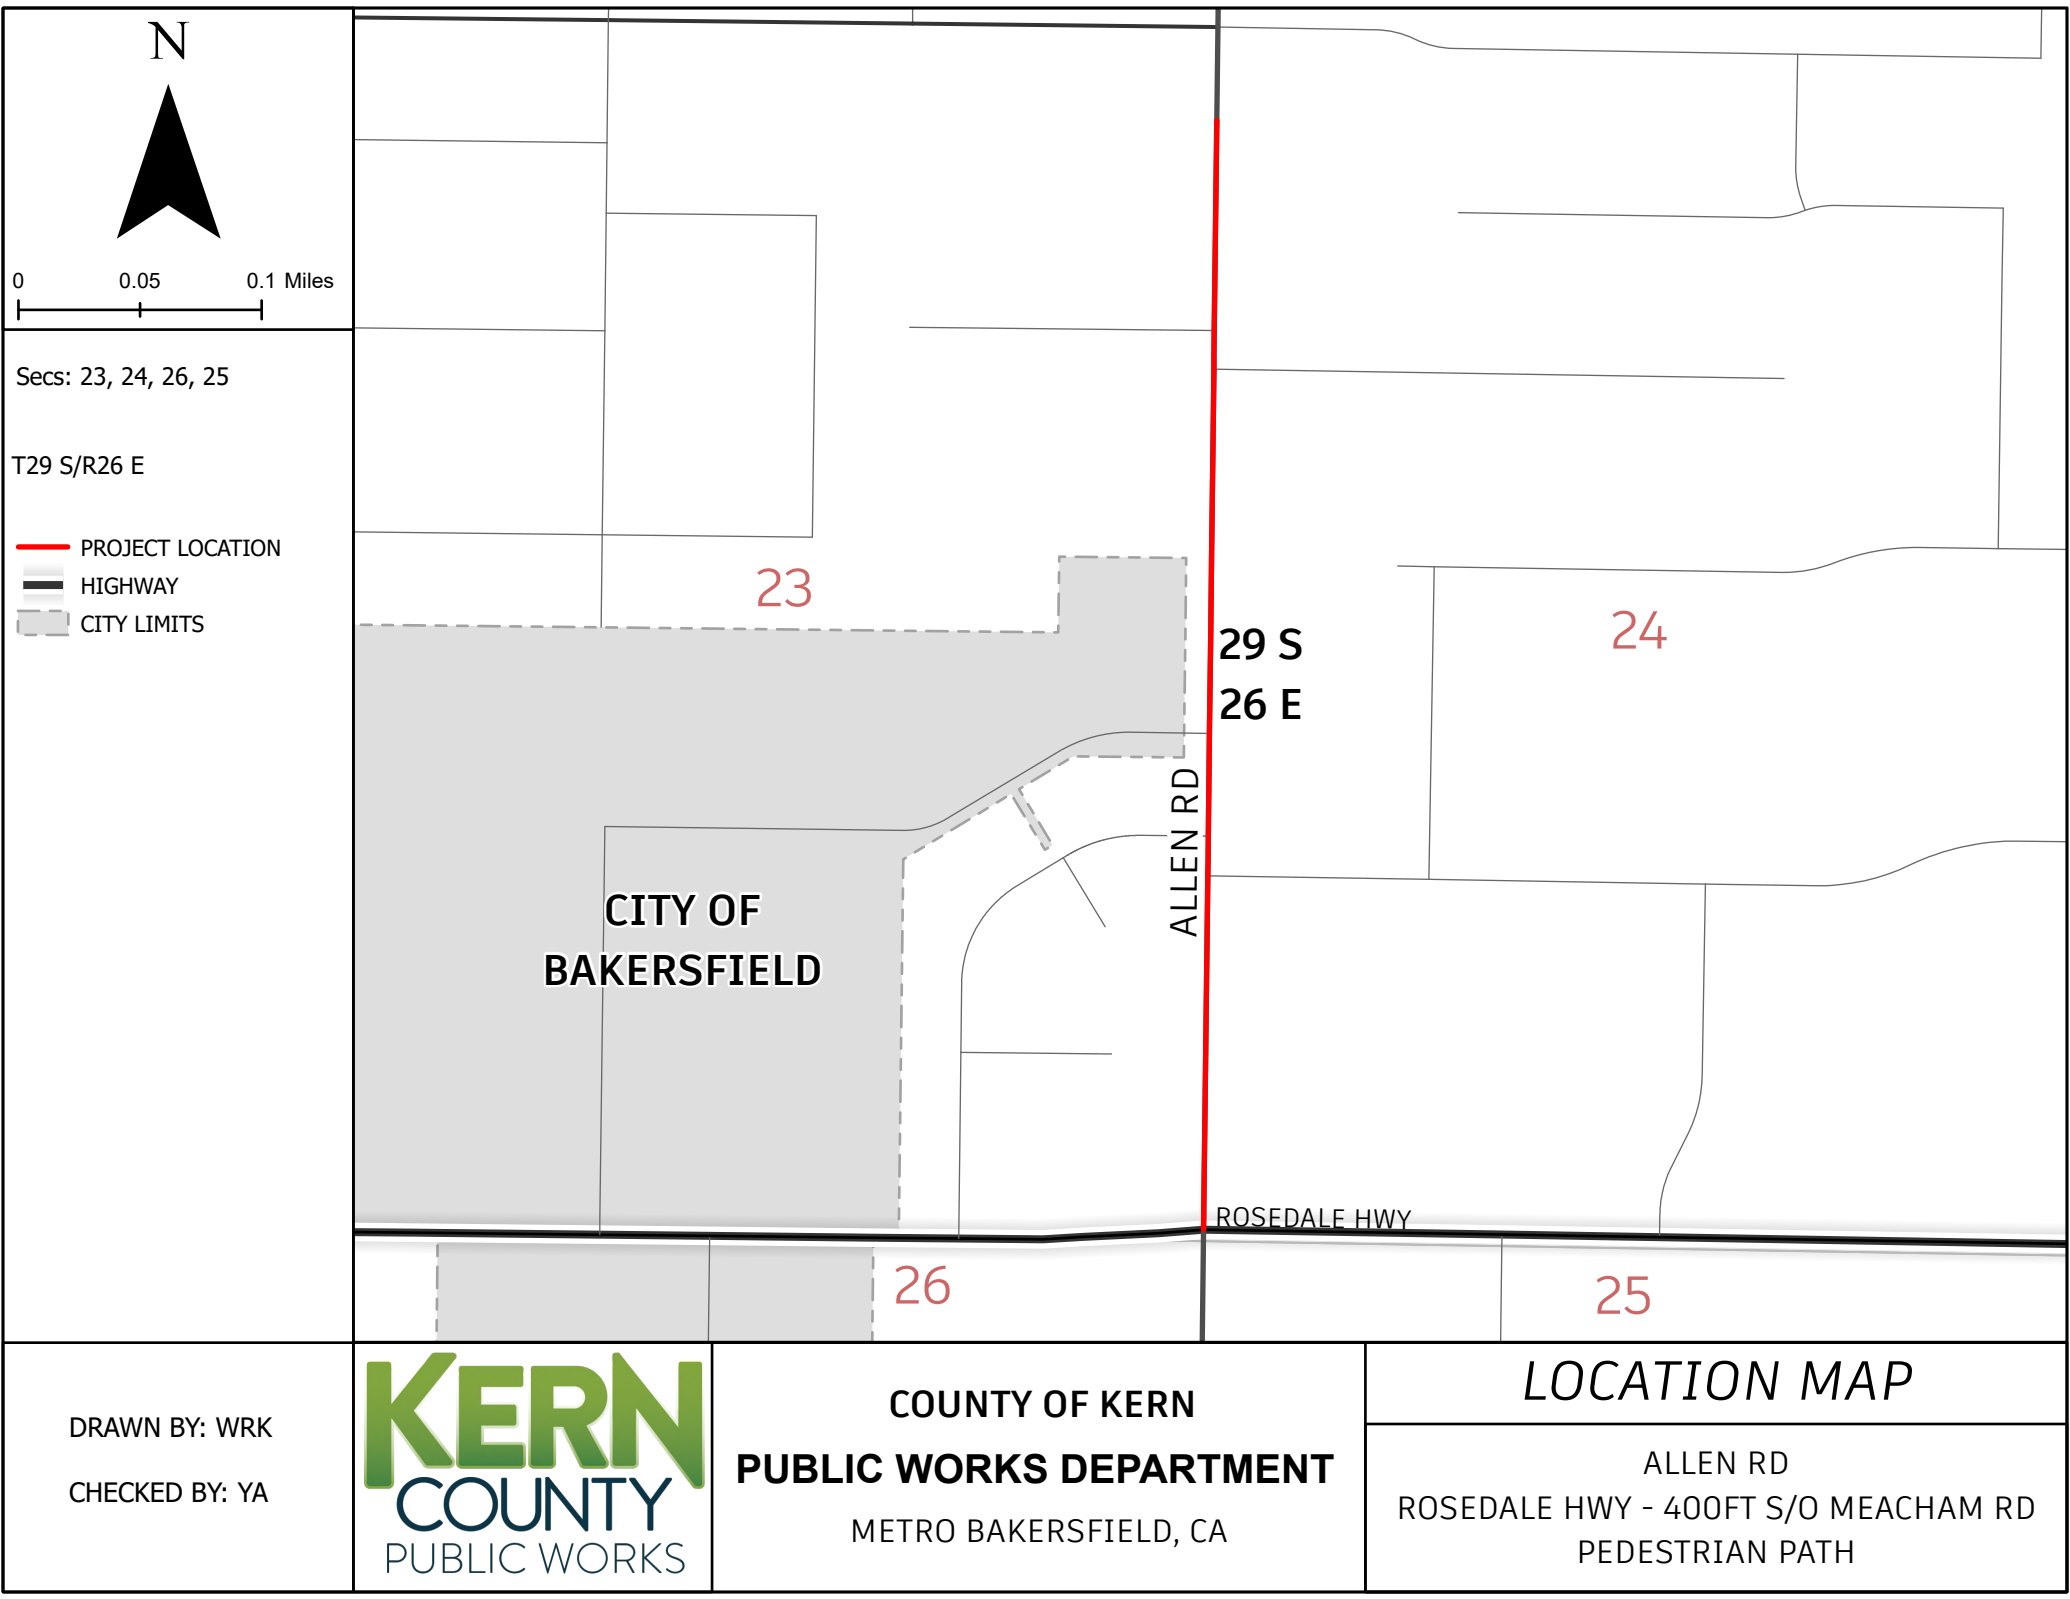 N
0 0.05 0.1 Miles
Secs: 23, 24, 26, 25
T29 S/R26 E
PROJECT LOCATION
HIGHWAY
CITY LIMITS
23
24
29 S
26 E
ALLEN RD
CITY OF
BAKERSFIELD
ROSEDALE HWY
26
25
DRAWN BY: WRK
CHECKED BY: YA
KERN
COUNTY
PUBLIC WORKS
COUNTY OF KERN
PUBLIC WORKS DEPARTMENT
METRO BAKERSFIELD, CA
LOCATION MAP
ALLEN RD
ROSEDALE HWY - 400FT S/O MEACHAM RD
PEDESTRIAN PATH